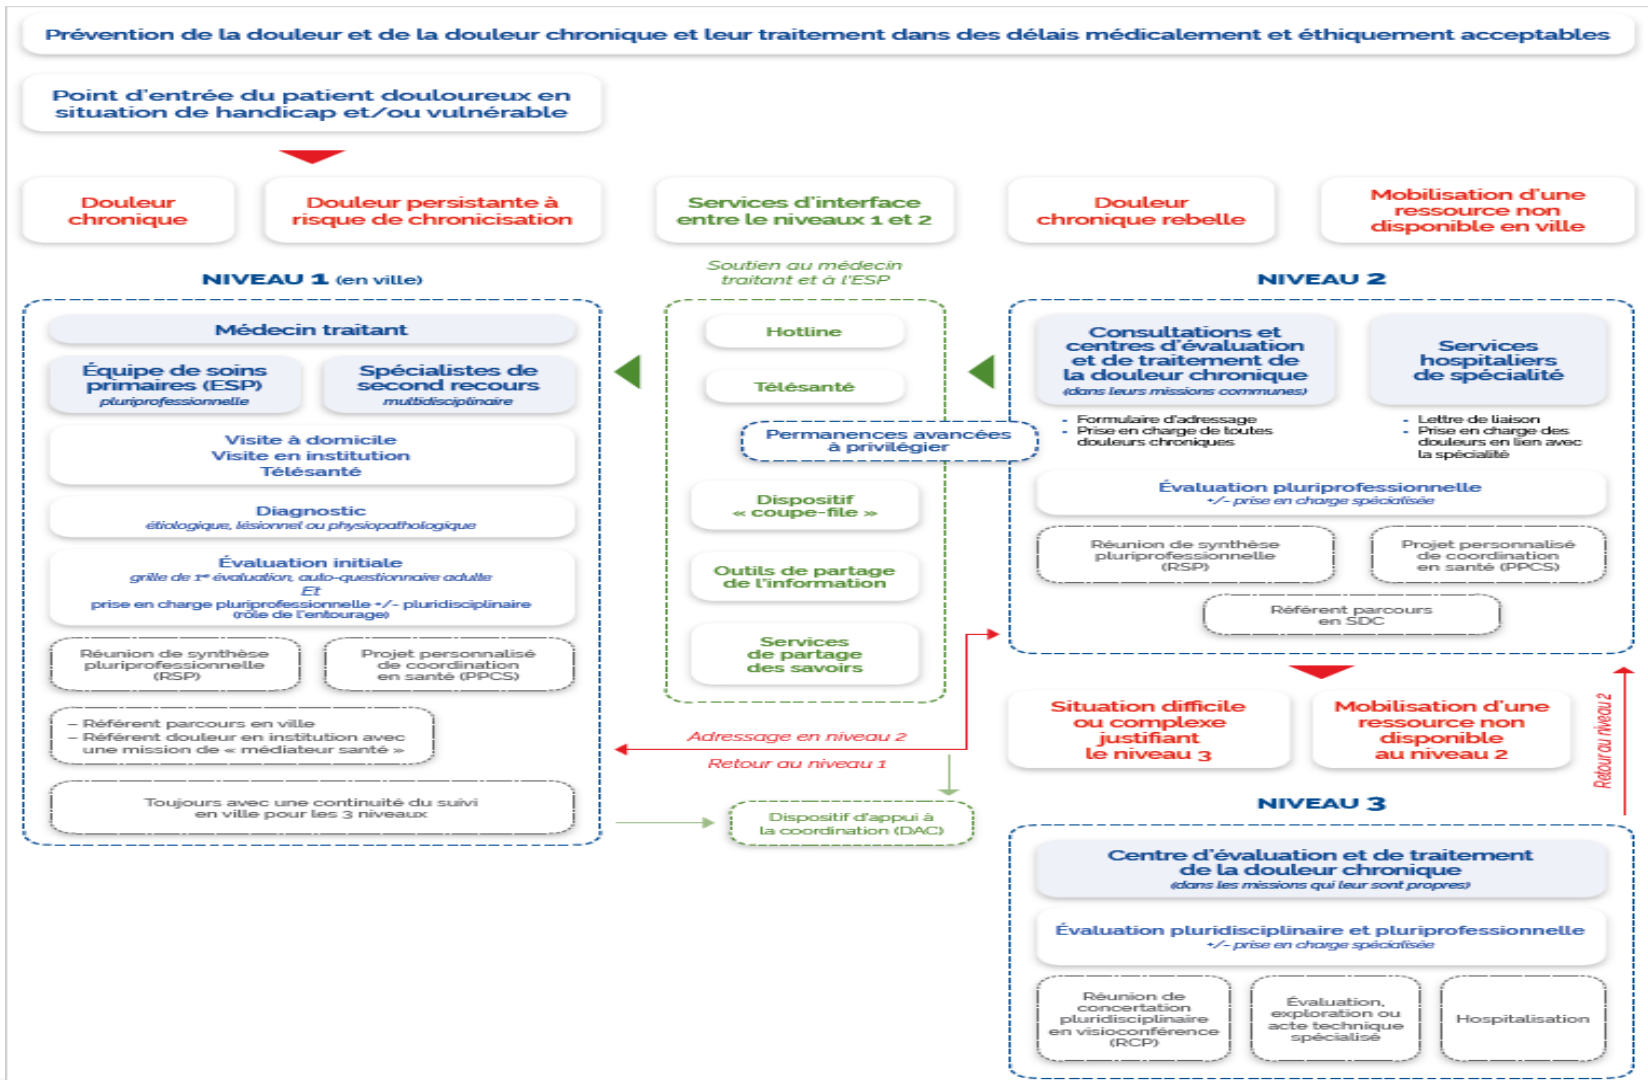 Prévention de la douleur et de la douleur chronique et leur traitement dans des délais médicalement et éthiquement acceptables
Point d'entrée du patient douloureux en
situation de handicap et/ou vulnérable
Douleur
chronique
Douleur persistante à
risque de chronicisation
Services d'interface
entre le niveaux 1 et 2
Douleur
chronique rebelle
Mobilisation d'une
ressource non
disponible en ville
NIVEAU 1 (en ville)
Médecin traitant
Équipe de soins
primaires (ESP)
pluriprofessionnelle
Spécialistes de
second recours
multidisciplinaire
Visite à domicile
Visite en institution
Télésanté
Diagnostic
étiologique, lésionnel ou physiopathologique
Évaluation initiale
grille de 1re évaluation, auto-questionnaire adulte
Et
prise en charge pluriprofessionnelle +/- pluridisciplinaire
(rôle de l'entourage)
Réunion de synthèse
pluriprofessionnelle
(RSP)
Projet personnalisé
de coordination
en santé (PPCS)
– Référent parcours en ville
– Référent douleur en institution avec
une mission de « médiateur santé »
Toujours avec une continuité du suivi
en ville pour les 3 niveaux
Soutien au médecin
traitant et à l'ESP
Hotline
Télésanté
Permanences avancées
à privilégier
Dispositif
« coupe-file »
Outils de partage
de l'information
Services
de partage
des savoirs
Adressage en niveau 2
Retour au niveau 1
Dispositif d'appui à
la coordination (DAC)
NIVEAU 2
Consultations et
centres d'évaluation
et de traitement de
la douleur chronique
(dans leurs missions communes)
- Formulaire d'adressage
- Prise en charge de toutes
douleurs chroniques
Services
hospitaliers
de spécialité
- Lettre de liaison
- Prise en charge des
douleurs en lien avec
la spécialité
Évaluation pluriprofessionnelle
+/- prise en charge spécialisée
Réunion de synthèse
pluriprofessionnelle
(RSP)
Projet personnalisé
de coordination
en santé (PPCS)
Référent parcours
en SDC
Situation difficile
ou complexe
justifiant
le niveau 3
Mobilisation d'une
ressource non
disponible
au niveau 2
Retour au niveau 2
NIVEAU 3
Centre d'évaluation et de traitement
de la douleur chronique
(dans les missions qui leur sont propres)
Évaluation pluridisciplinaire et pluriprofessionnelle
+/- prise en charge spécialisée
Réunion de
concertation
pluridisciplinaire
en visioconférence
(RCP)
Évaluation,
exploration ou
acte technique
spécialisé
Hospitalisation